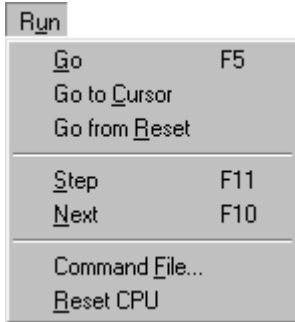 Run
Go F5
Go to Cursor
Go from Reset
Step F11
Next F10
Command File...
Reset CPU